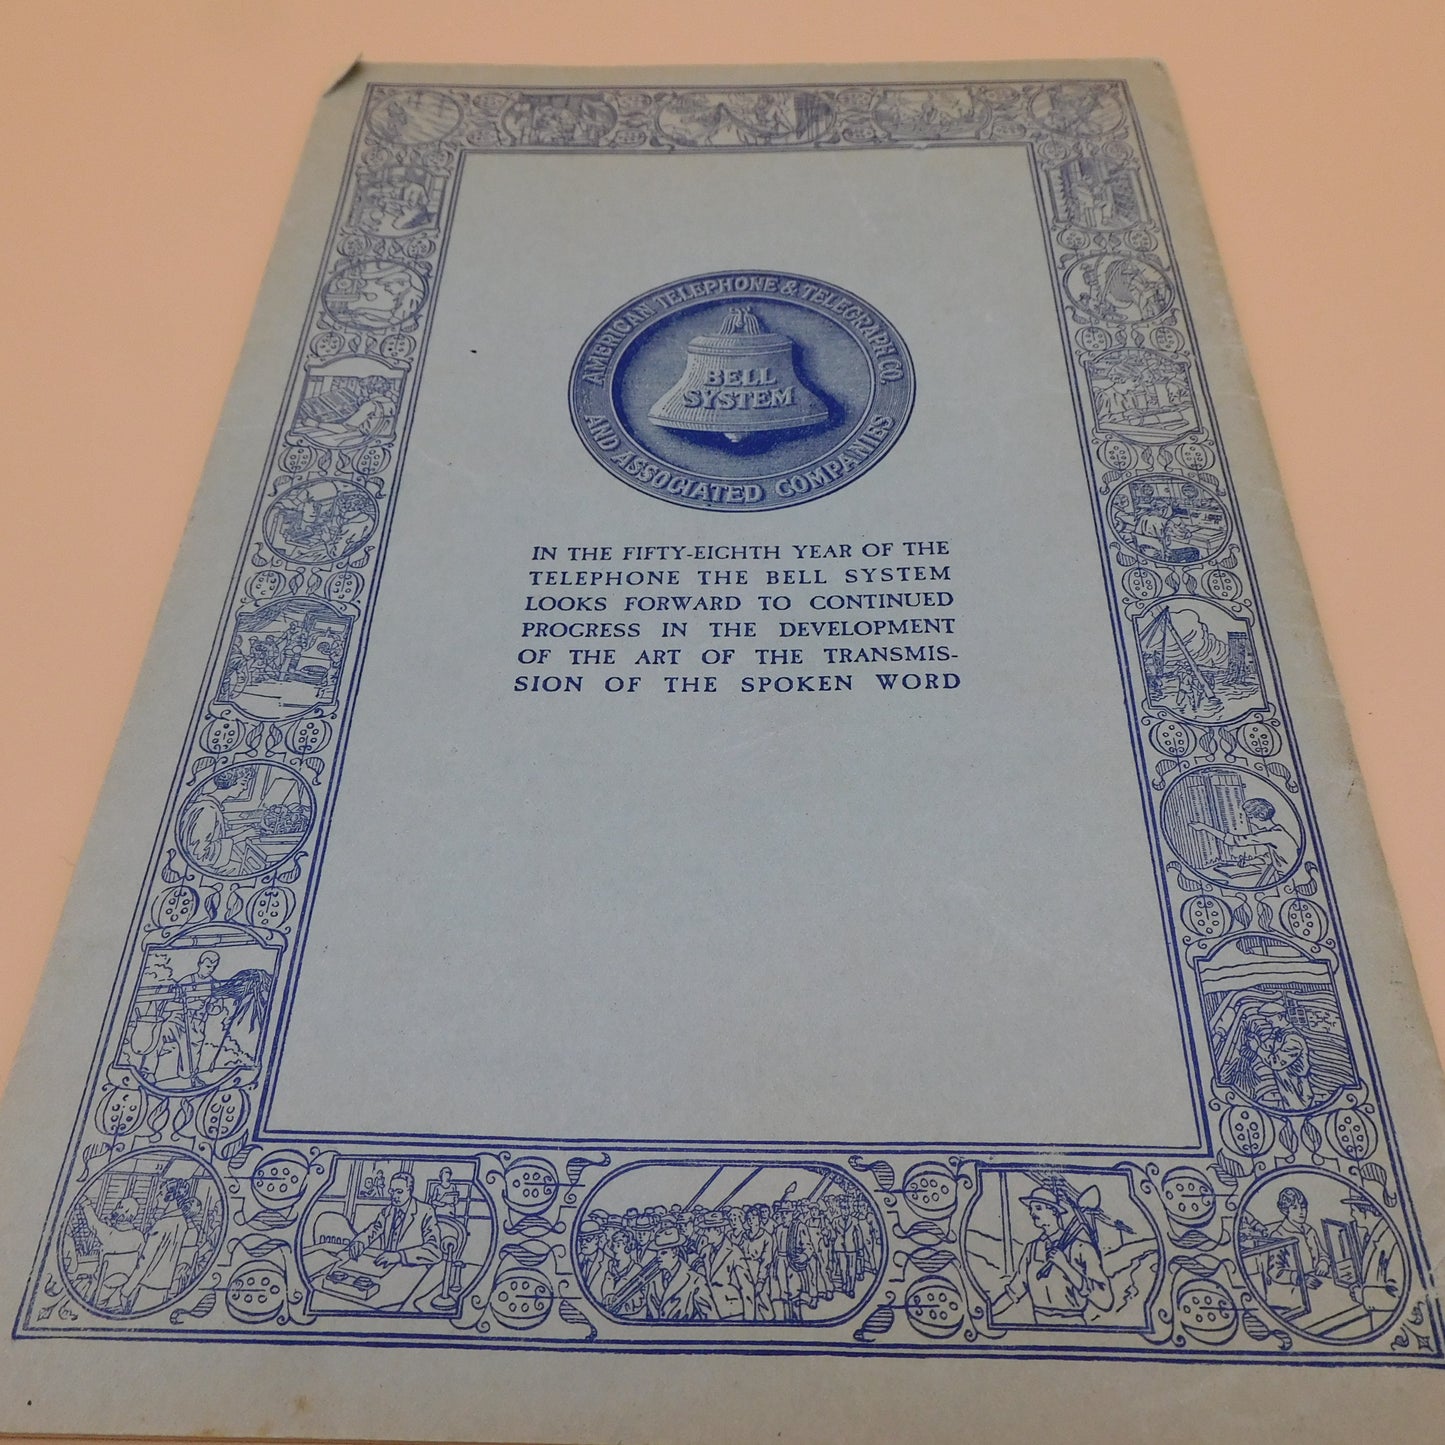 AMERICAN TELEPHONE & TELEGRAPH CO.
BELL
SYSTEM
AND ASSOCIATED COMPANIES
IN THE FIFTY-EIGHTH YEAR OF THE
TELEPHONE THE BELL SYSTEM
LOOKS FORWARD TO CONTINUED
PROGRESS IN THE DEVELOPMENT
OF THE ART OF THE TRANSMIS-
SION OF THE SPOKEN WORD